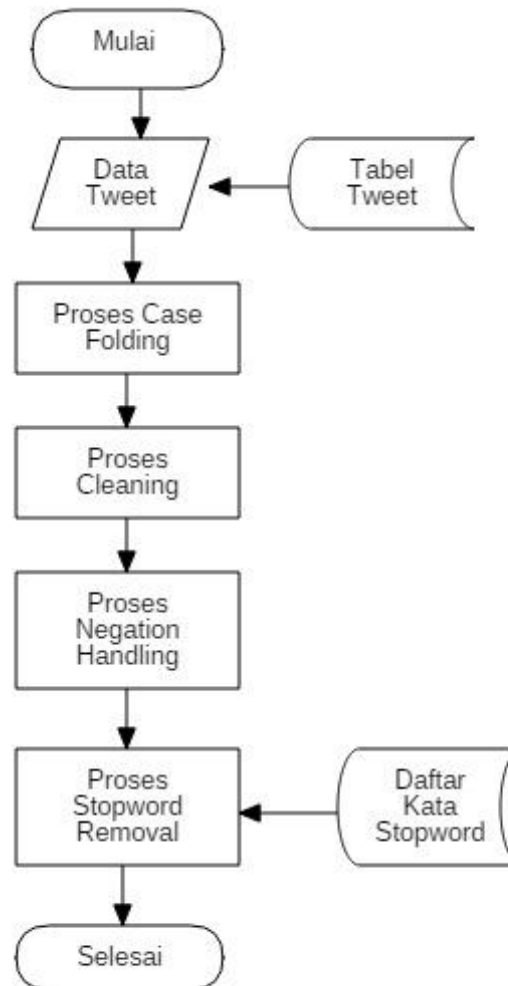 Mulai
Data
Tweet
Tabel
Tweet
Proses Case
Folding
Proses
Cleaning
Proses
Negation
Handling
Proses
Stopword
Removal
Daftar
Kata
Stopword
Selesai